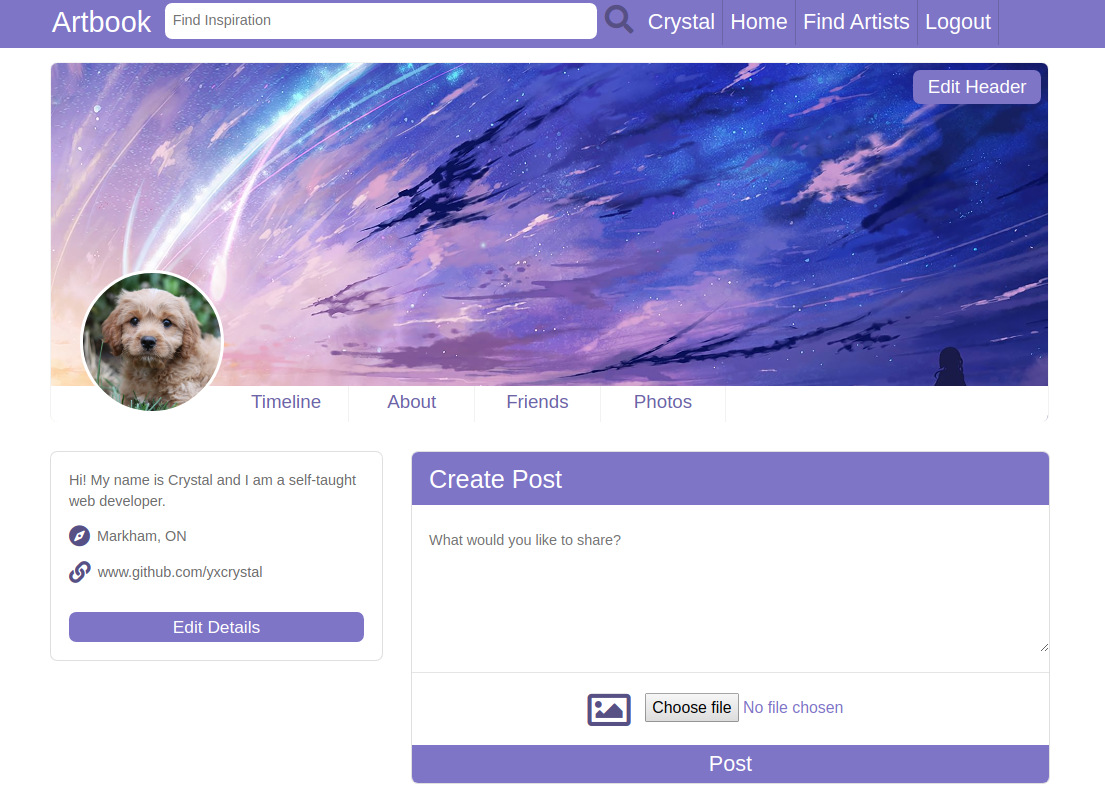 Artbook
Find Inspiration
Crystal
Home
Find Artists
Logout
Edit Header
Timeline
About
Friends
Photos
Hi! My name is Crystal and I am a self-taught
web developer.
Markham, ON
www.github.com/yxcrystal
Edit Details
Create Post
What would you like to share?
Choose file No file chosen
Post